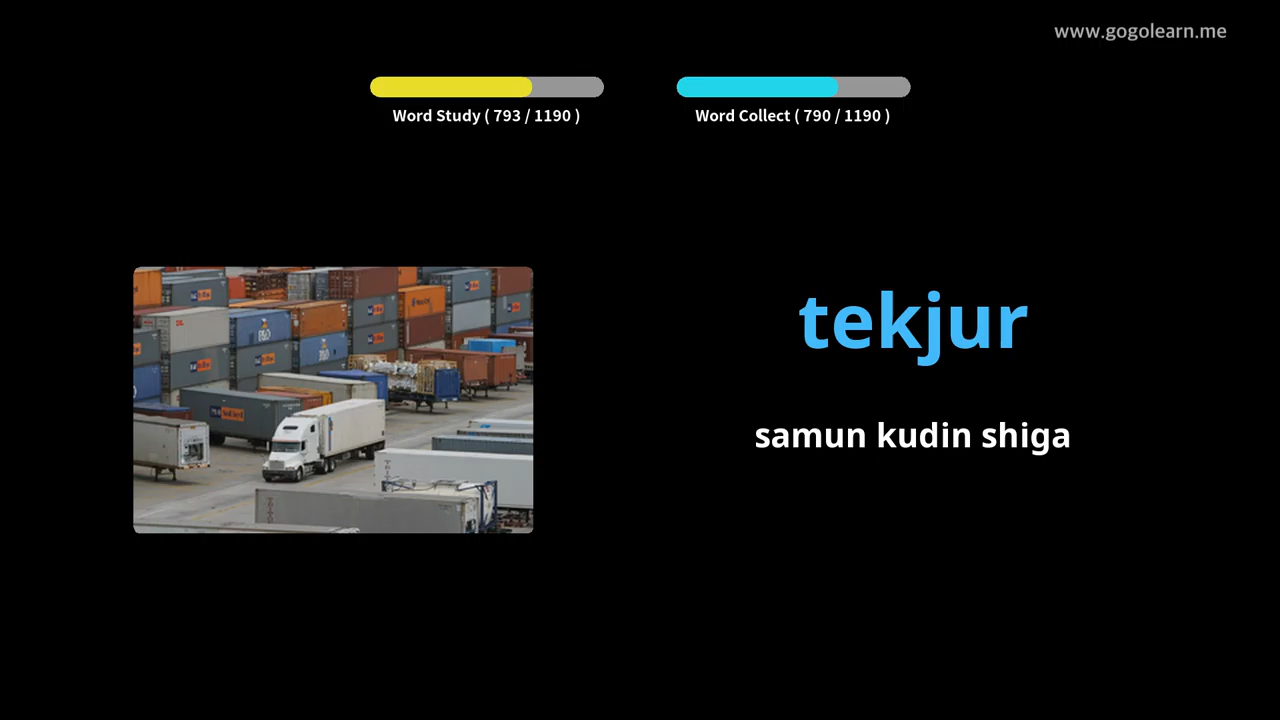 www.gogolearn.me
Word Study ( 793 / 1190 )
Word Collect ( 790 / 1190 )
tekjur
samun kudin shiga